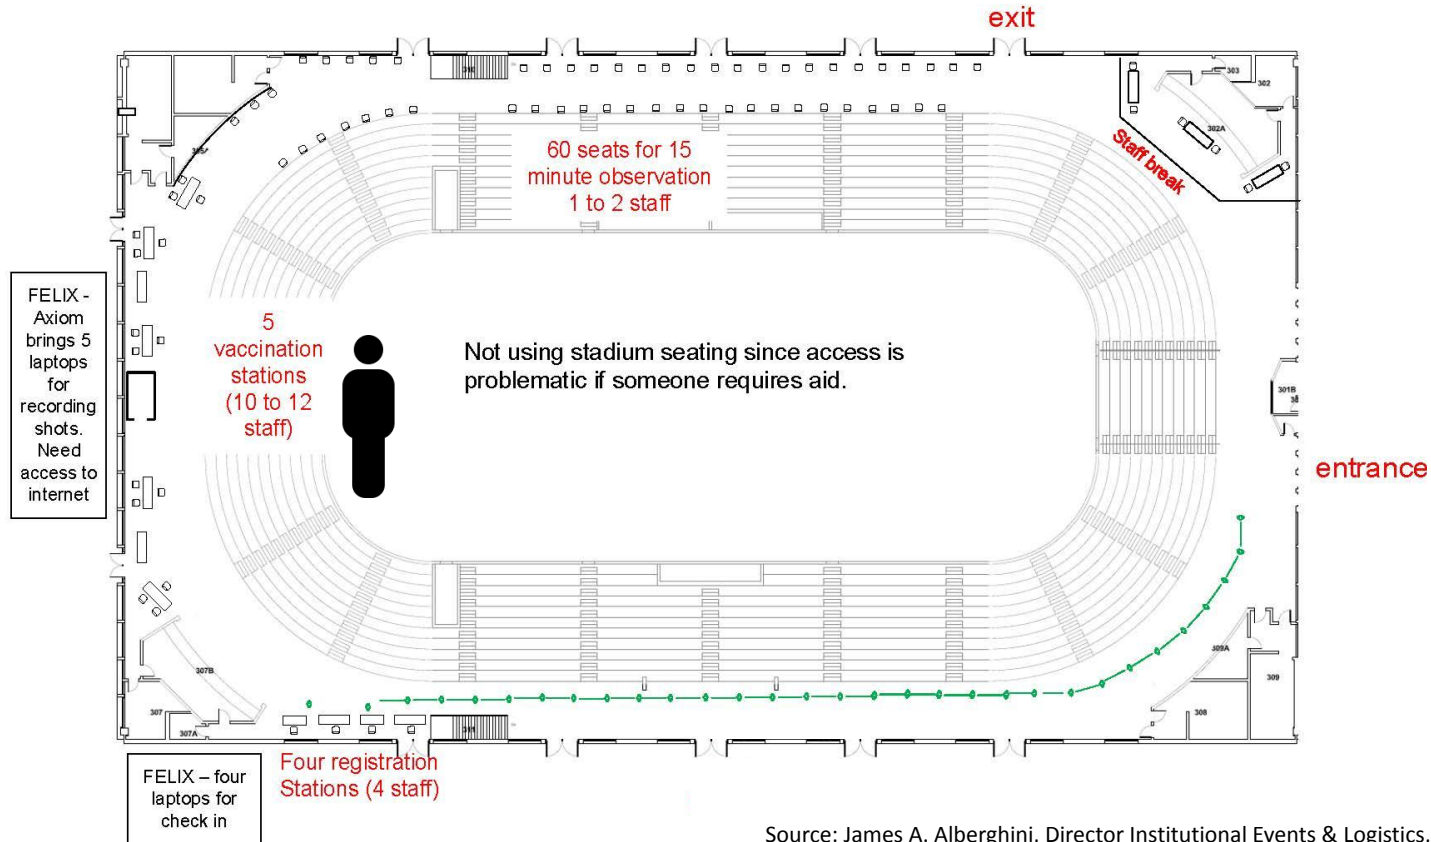 exit
310
303
302
302A
Staff break
305A
60 seats for 15
minute observation
1 to 2 staff
FELIX -
Axiom
brings 5
laptops
for
recording
shots.
Need
access to
internet
5
vaccination
stations
(10 to 12
staff)
Not using stadium seating since access is
problematic if someone requires aid.
301B
entrance
307B
307
307A
311
309A
309
308
Four registration
Stations (4 staff)
FELIX – four
laptops for
check in
Source: James A. Alberghini, Director Institutional Events & Logistics,